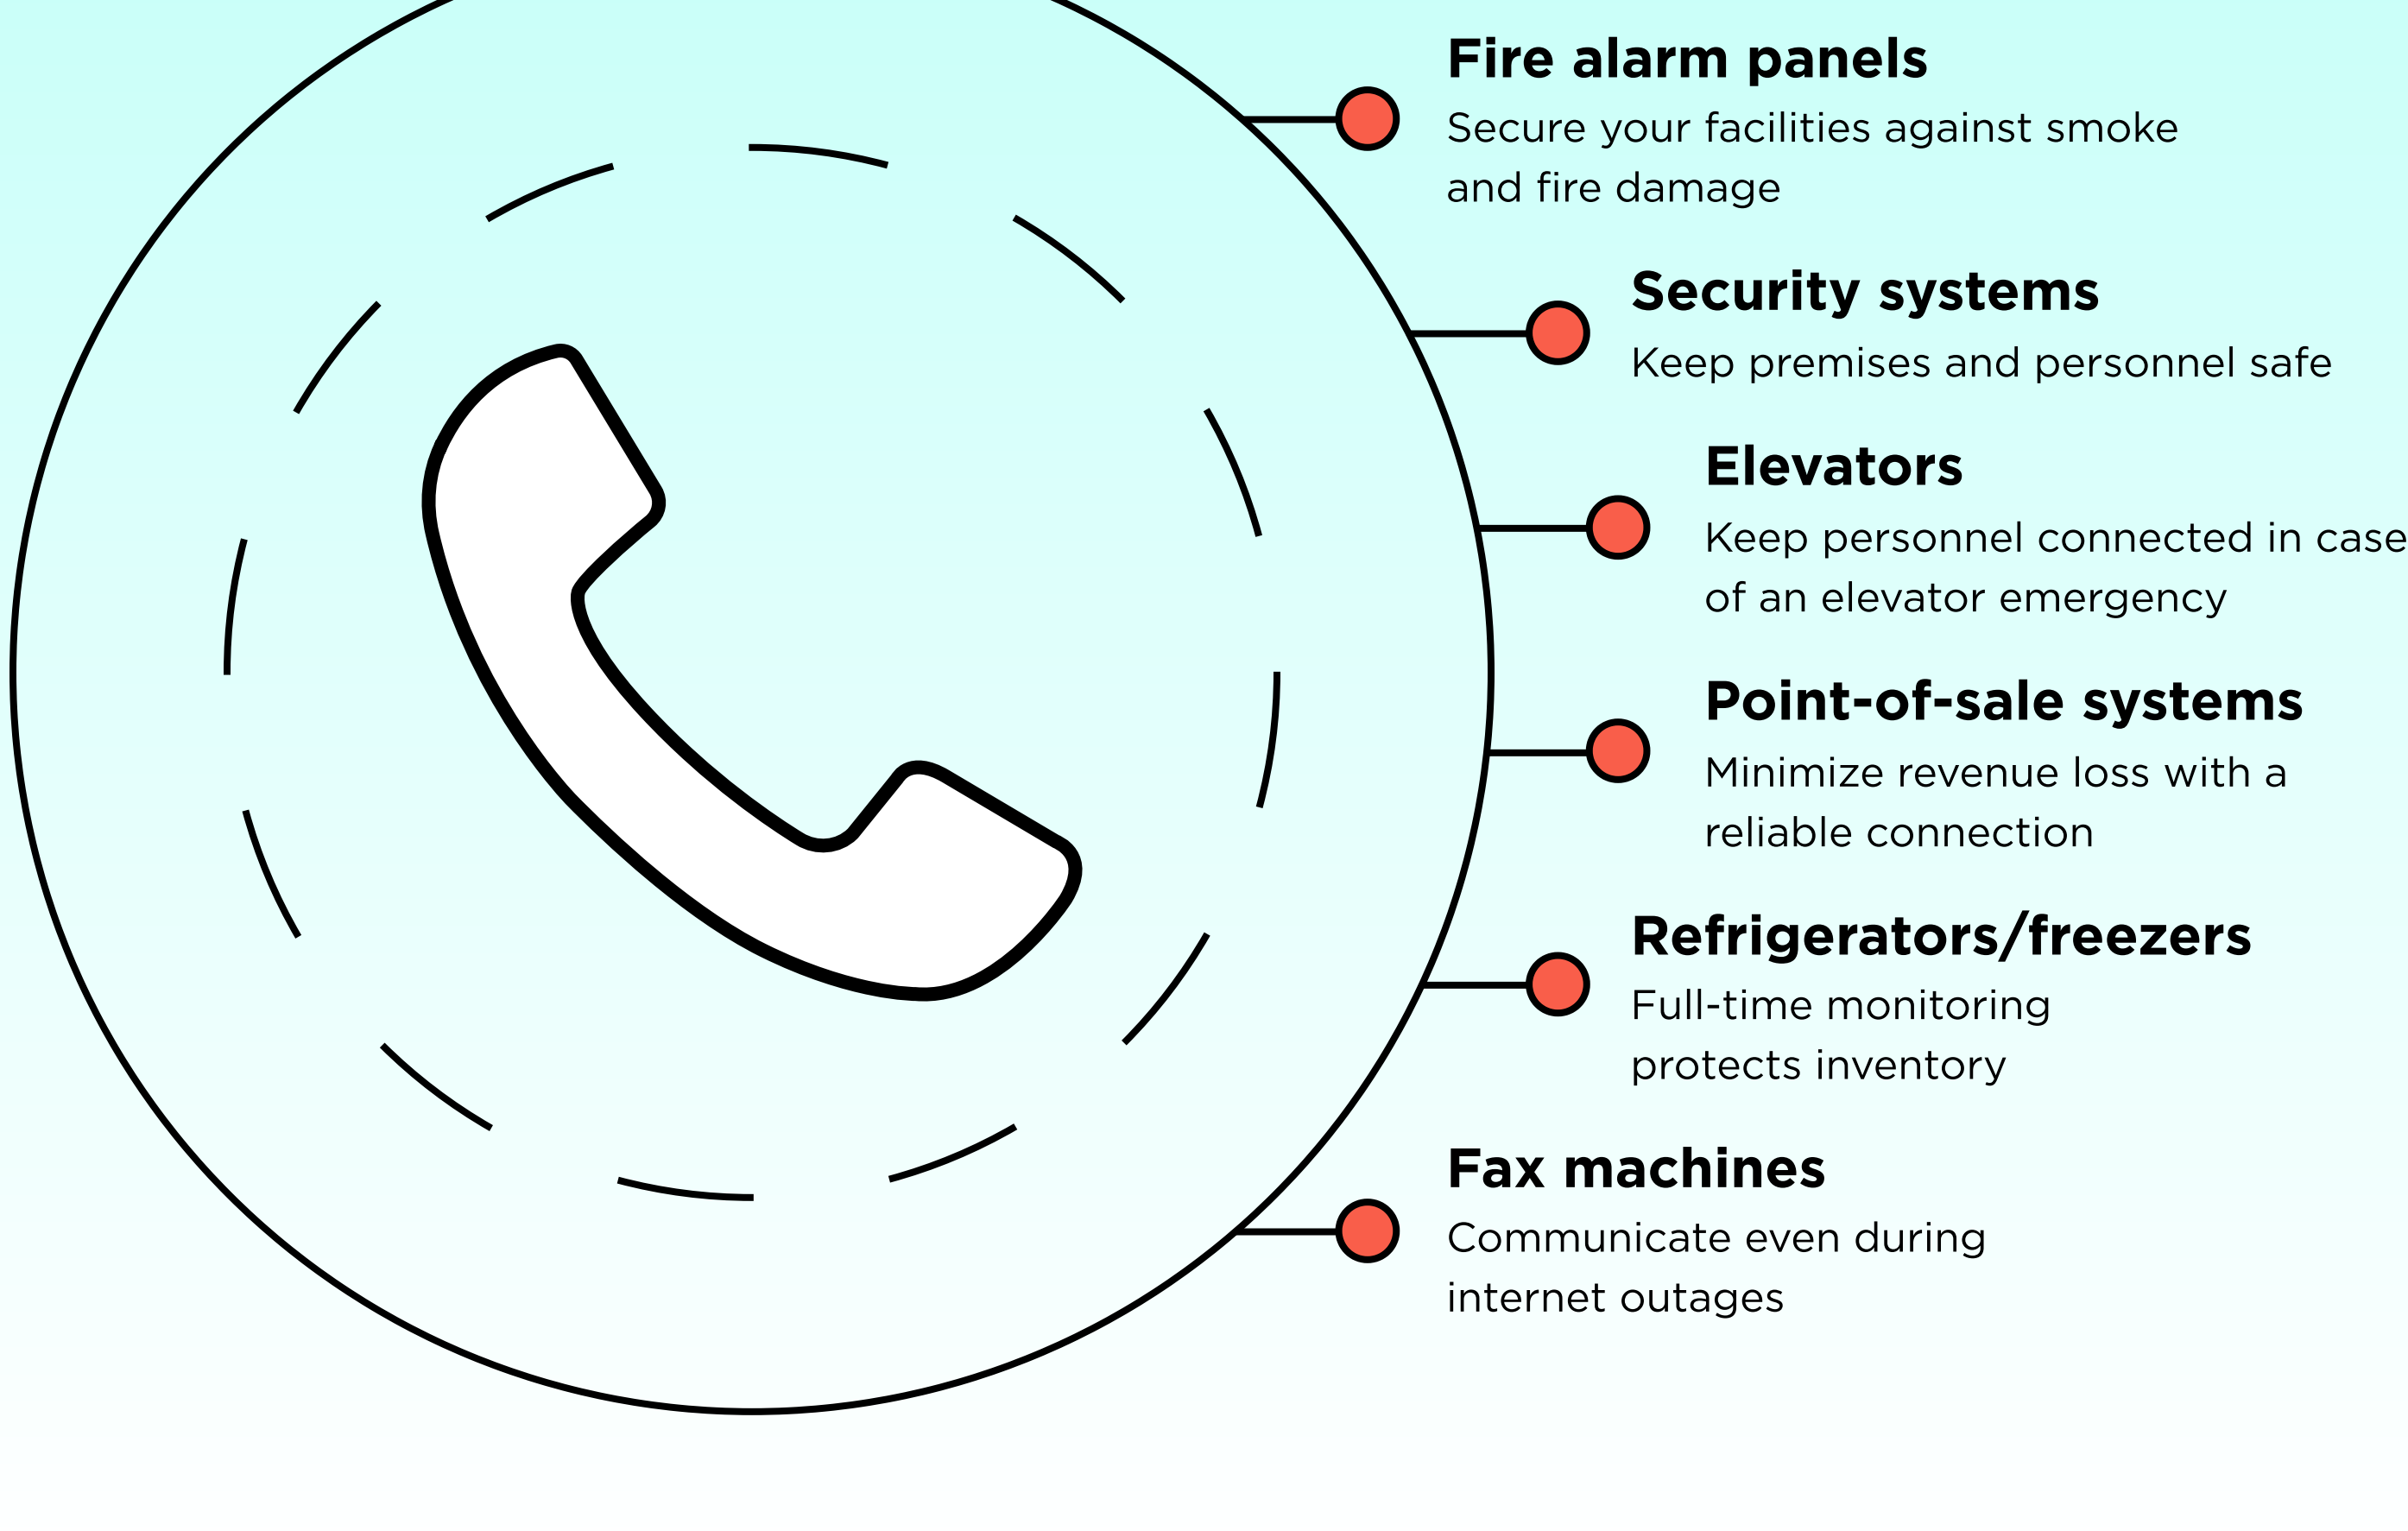 Fire alarm panels
Secure your facilities against smoke
and fire damage
Security systems
Keep premises and personnel safe
Elevators
Keep personnel connected in case
of an elevator emergency
Point-of-sale systems
Minimize revenue loss with a
reliable connection
Refrigerators/freezers
Full-time monitoring
protects inventory
Fax machines
Communicate even during
internet outages